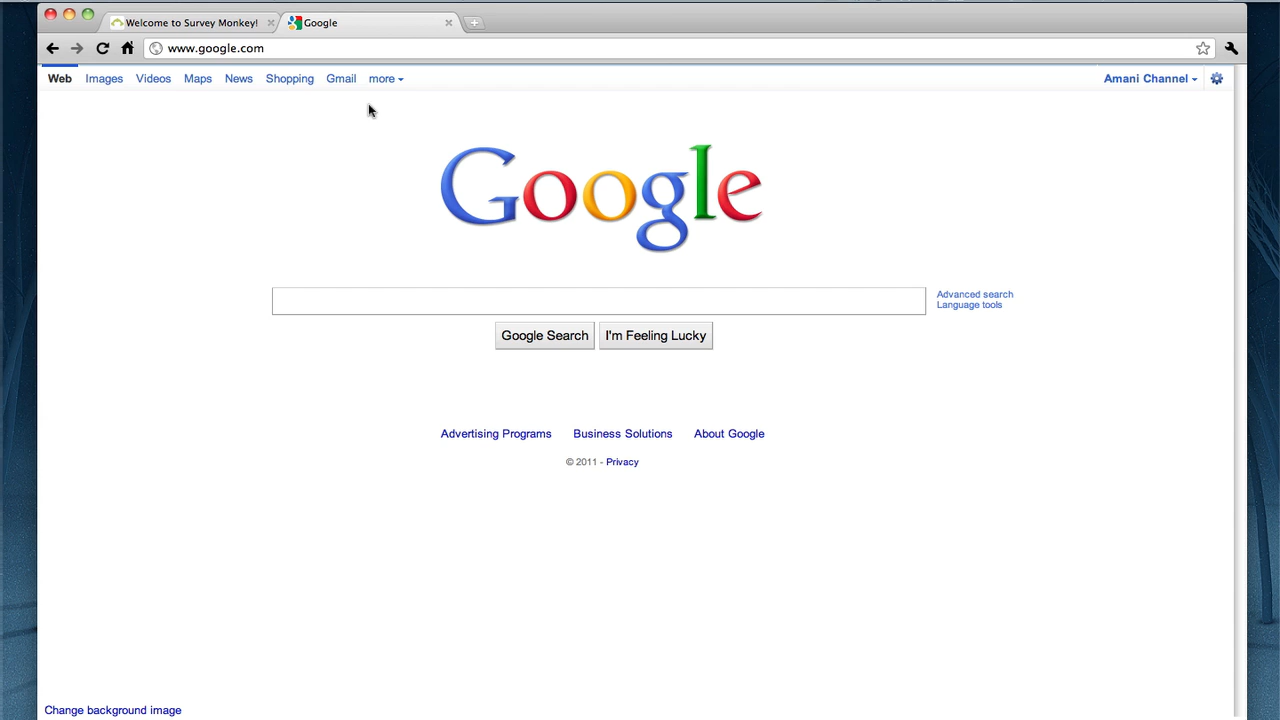 Welcome to Survey Monkey!
Google
www.google.com
Web Images Videos Maps News Shopping Gmail more
Amani Channel
Google
Advanced search
Language tools
Google Search I'm Feeling Lucky
Advertising Programs Business Solutions About Google
© 2011 - Privacy
Change background image